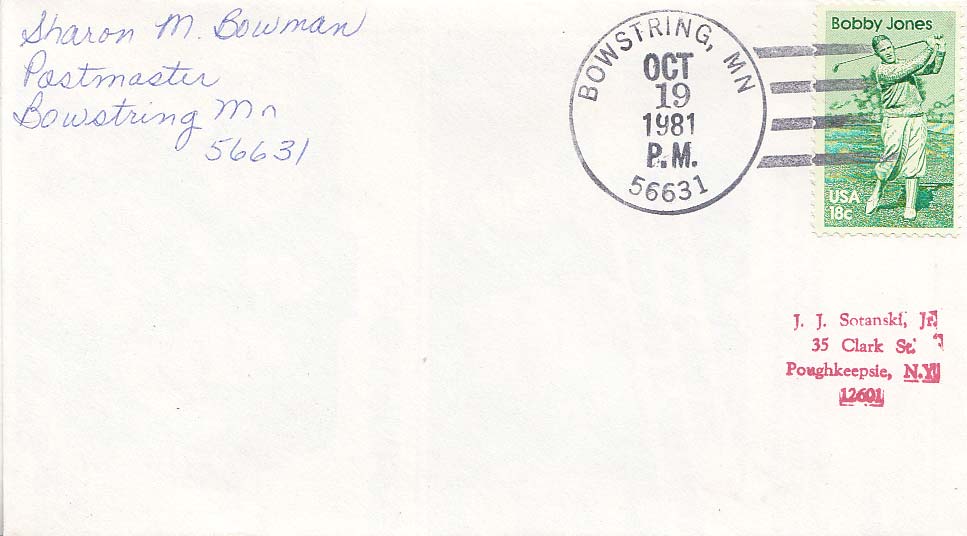 Sharon M. Bowman
Postmaster
Bowstring Mn
56631
BOWSTRING, MN
OCT
19
1981
P.M.
56631
Bobby Jones
USA
18c
J. J. Sotanski, Jr.
35 Clark St.
Poughkeepsie, N.Y.
12601